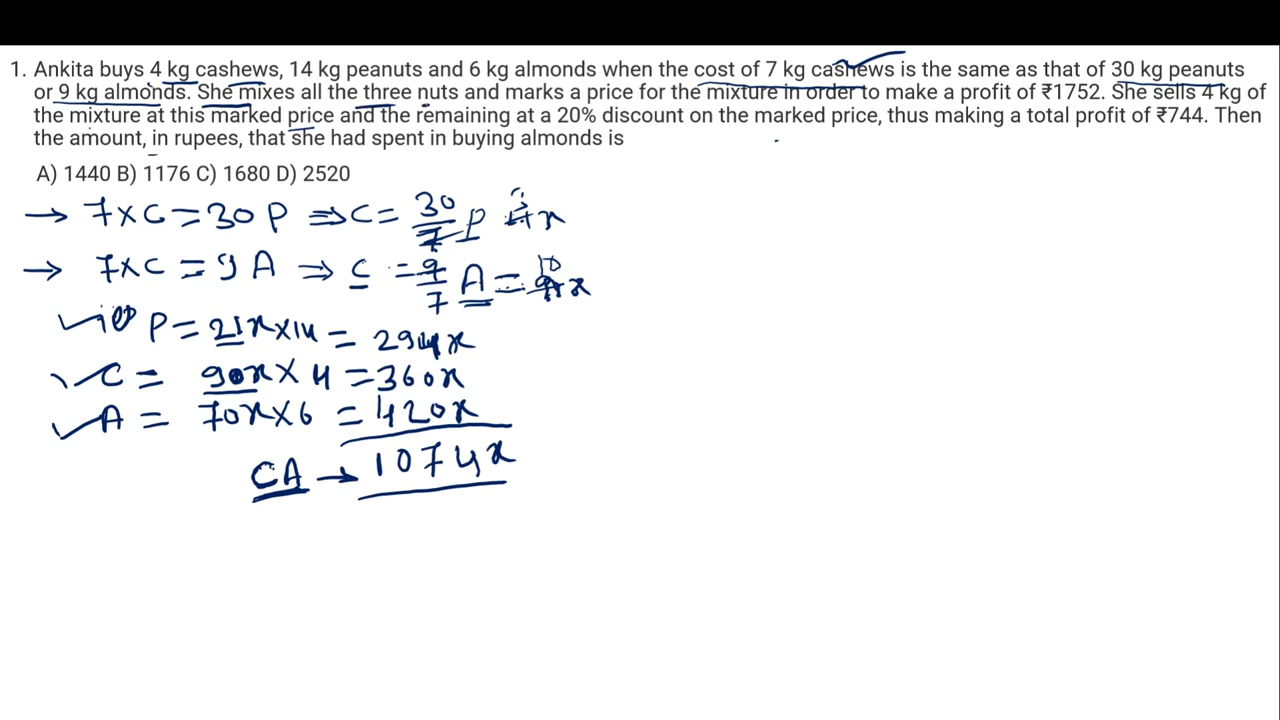 1. Ankita buys 4 kg cashews, 14 kg peanuts and 6 kg almonds when the cost of 7 kg cashews is the same as that of 30 kg peanuts
or 9 kg almonds. She mixes all the three nuts and marks a price for the mixture in order to make a profit of ₹1752. She sells 4 kg of
the mixture at this marked price and the remaining at a 20% discount on the marked price, thus making a total profit of ₹744. Then
the amount, in rupees, that she had spent in buying almonds is
A) 1440 B) 1176 C) 1680 D) 2520
→ 7×C = 30 P ⇒ C = 30/7 P x
→ 7×C = 9 A ⇒ C = 9/7 A = 10 x
P = 21x×14 = 294x
C = 90x × 4 = 360x
A = 70x×6 = 420x
CA → 1074x